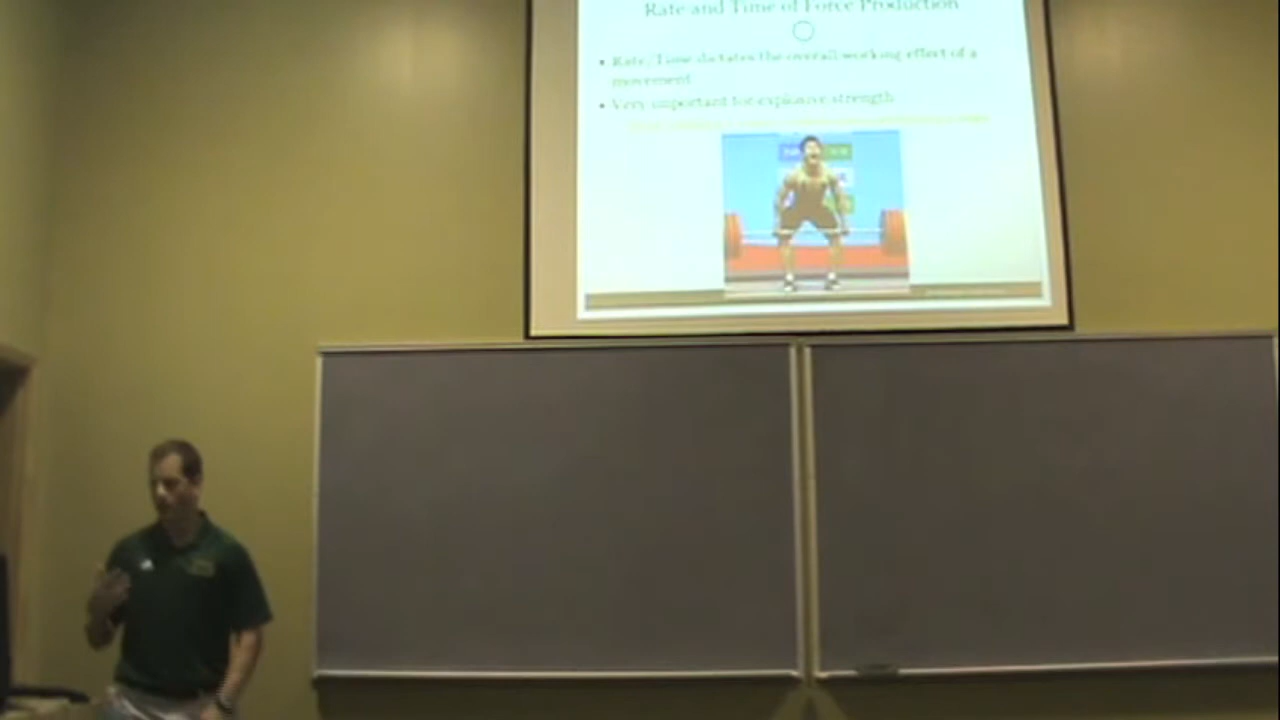 Rate and Time of Force Production
• Rate/Time dictates the overall working effect of a
movement
• Very important for explosive strength